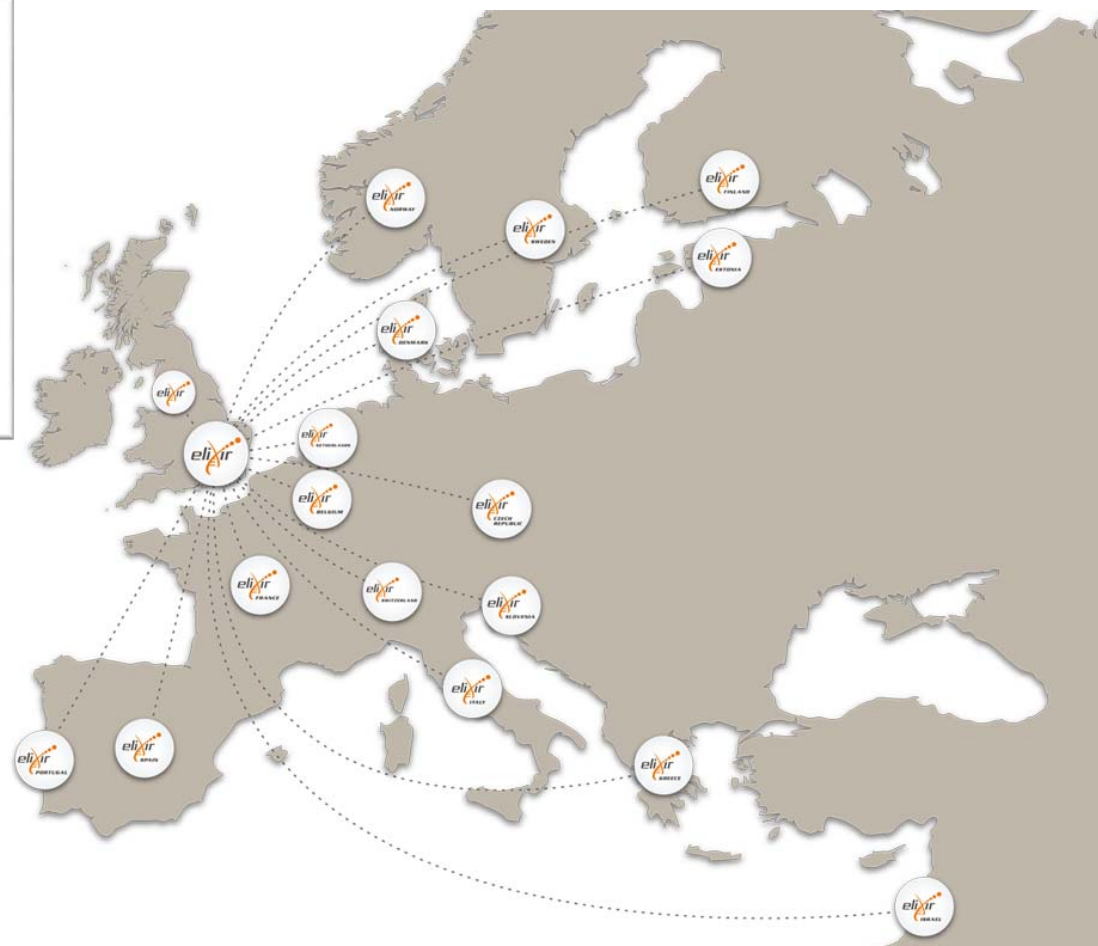 elixir
NORWAY
elixir
FINLAND
elixir
SWEDEN
elixir
ESTONIA
elixir
DENMARK
elixir
elixir
NETHERLANDS
elixir
elixir
BELGIUM
elixir
CZECH
REPUBLIC
elixir
FRANCE
elixir
SWITZERLAND
elixir
SLOVENIA
elixir
ITALY
elixir
PORTUGAL
elixir
SPAIN
elixir
GREECE
elixir
ISRAEL